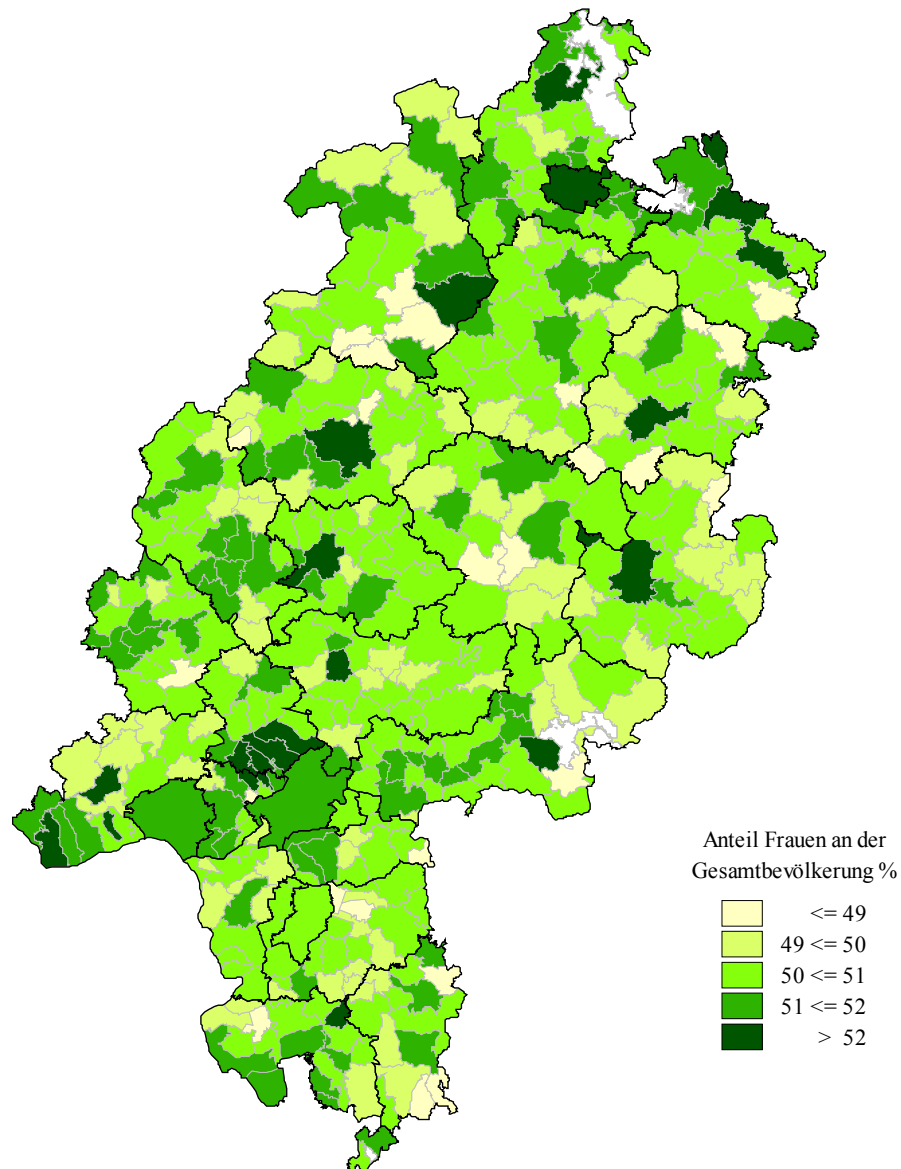 Anteil Frauen an der
Gesamtbevölkerung %
<= 49
49 <= 50
50 <= 51
51 <= 52
> 52